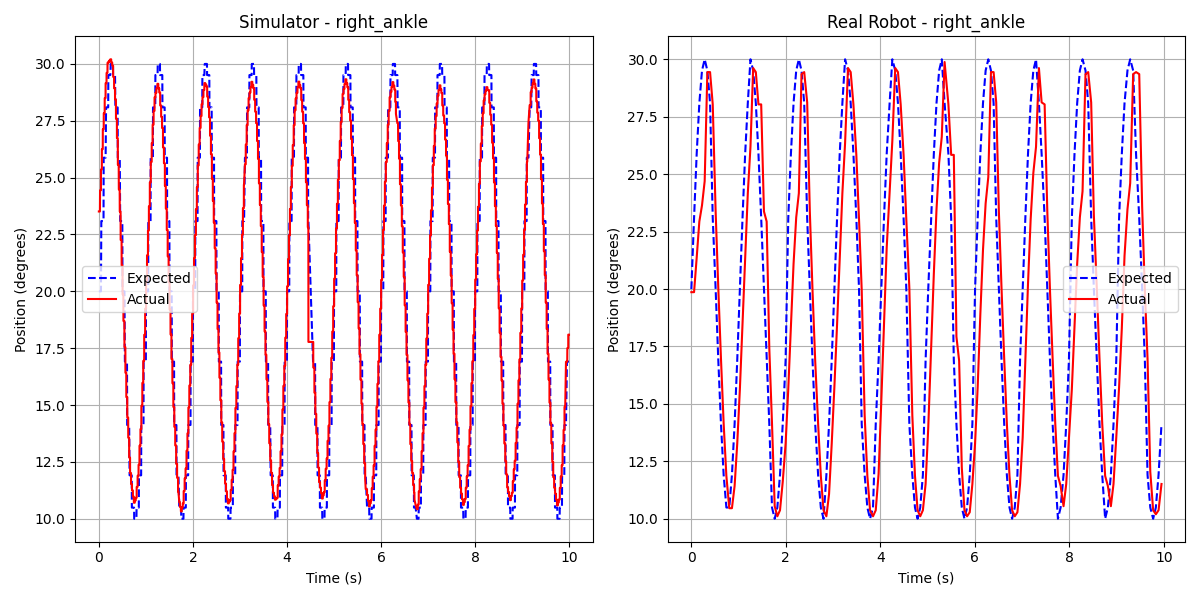 Simulator - right_ankle
Position (degrees)
30.0
27.5
25.0
22.5
20.0
17.5
15.0
12.5
10.0
Expected
Actual
0 2 4 6 8 10
Time (s)
Real Robot - right_ankle
Position (degrees)
30.0
27.5
25.0
22.5
20.0
17.5
15.0
12.5
10.0
Expected
Actual
0 2 4 6 8 10
Time (s)